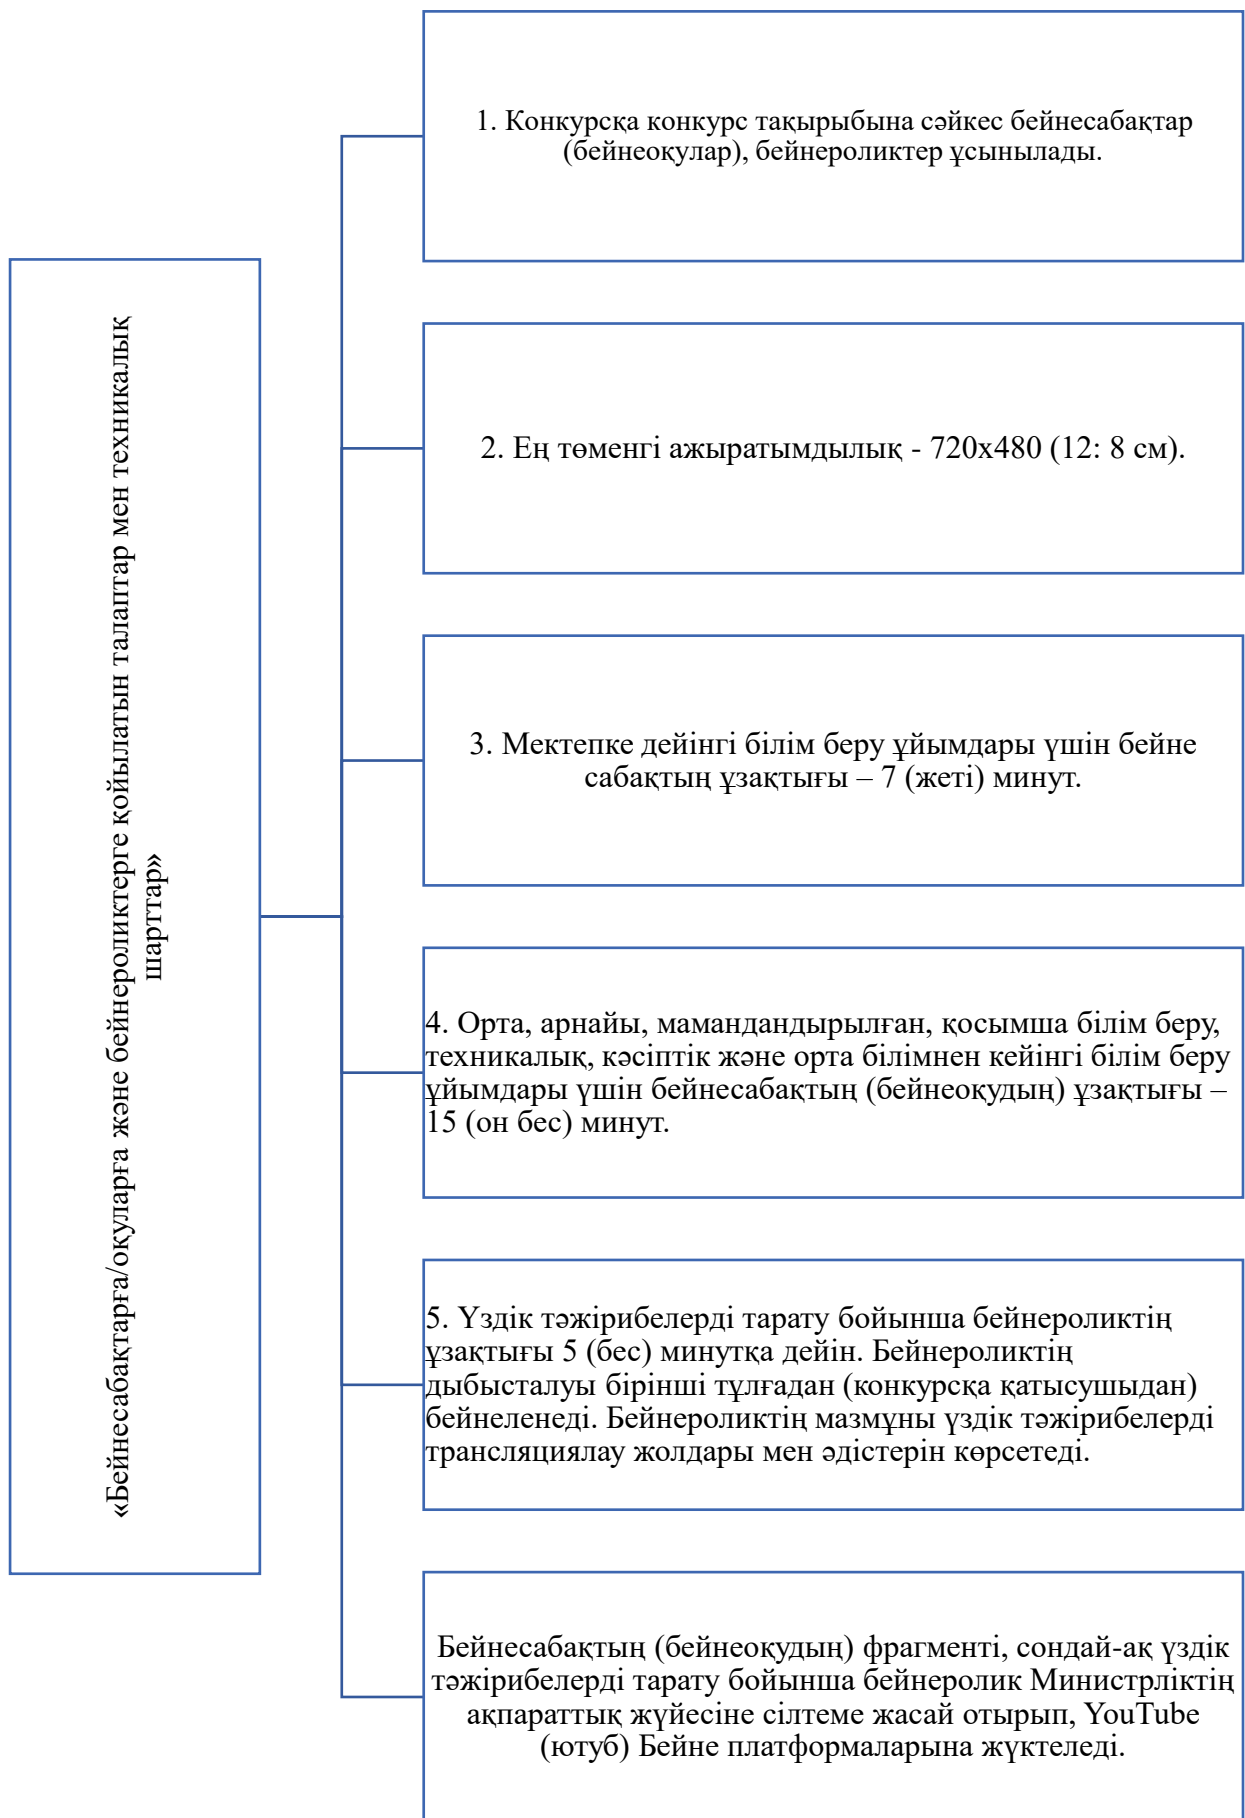 «Бейнесабақтарға/оқуларға және бейнероликтерге қойылатын талаптар мен техникалық
шарттар»
1. Конкурсқа конкурс тақырыбына сәйкес бейнесабақтар
(бейнеоқулар), бейнероликтер ұсынылады.
2. Ең төменгі ажыратымдылық - 720x480 (12: 8 см).
3. Мектепке дейінгі білім беру ұйымдары үшін бейне
сабақтың ұзақтығы – 7 (жеті) минут.
4. Орта, арнайы, мамандандырылған, қосымша білім беру,
техникалық, кәсіптік және орта білімнен кейінгі білім беру
ұйымдары үшін бейнесабақтың (бейнеоқудың) ұзақтығы –
15 (он бес) минут.
5. Үздік тәжірибелерді тарату бойынша бейнероликтің
ұзақтығы 5 (бес) минутқа дейін. Бейнероликтің
дыбысталуы бірінші тұлғадан (конкурсқа қатысушыдан)
бейнеленеді. Бейнероликтің мазмұны үздік тәжірибелерді
трансляциялау жолдары мен әдістерін көрсетеді.
Бейнесабақтың (бейнеоқудың) фрагменті, сондай-ақ үздік
тәжірибелерді тарату бойынша бейнеролик Министрліктің
ақпараттық жүйесіне сілтеме жасай отырып, YouTube
(ютуб) Бейне платформаларына жүктеледі.